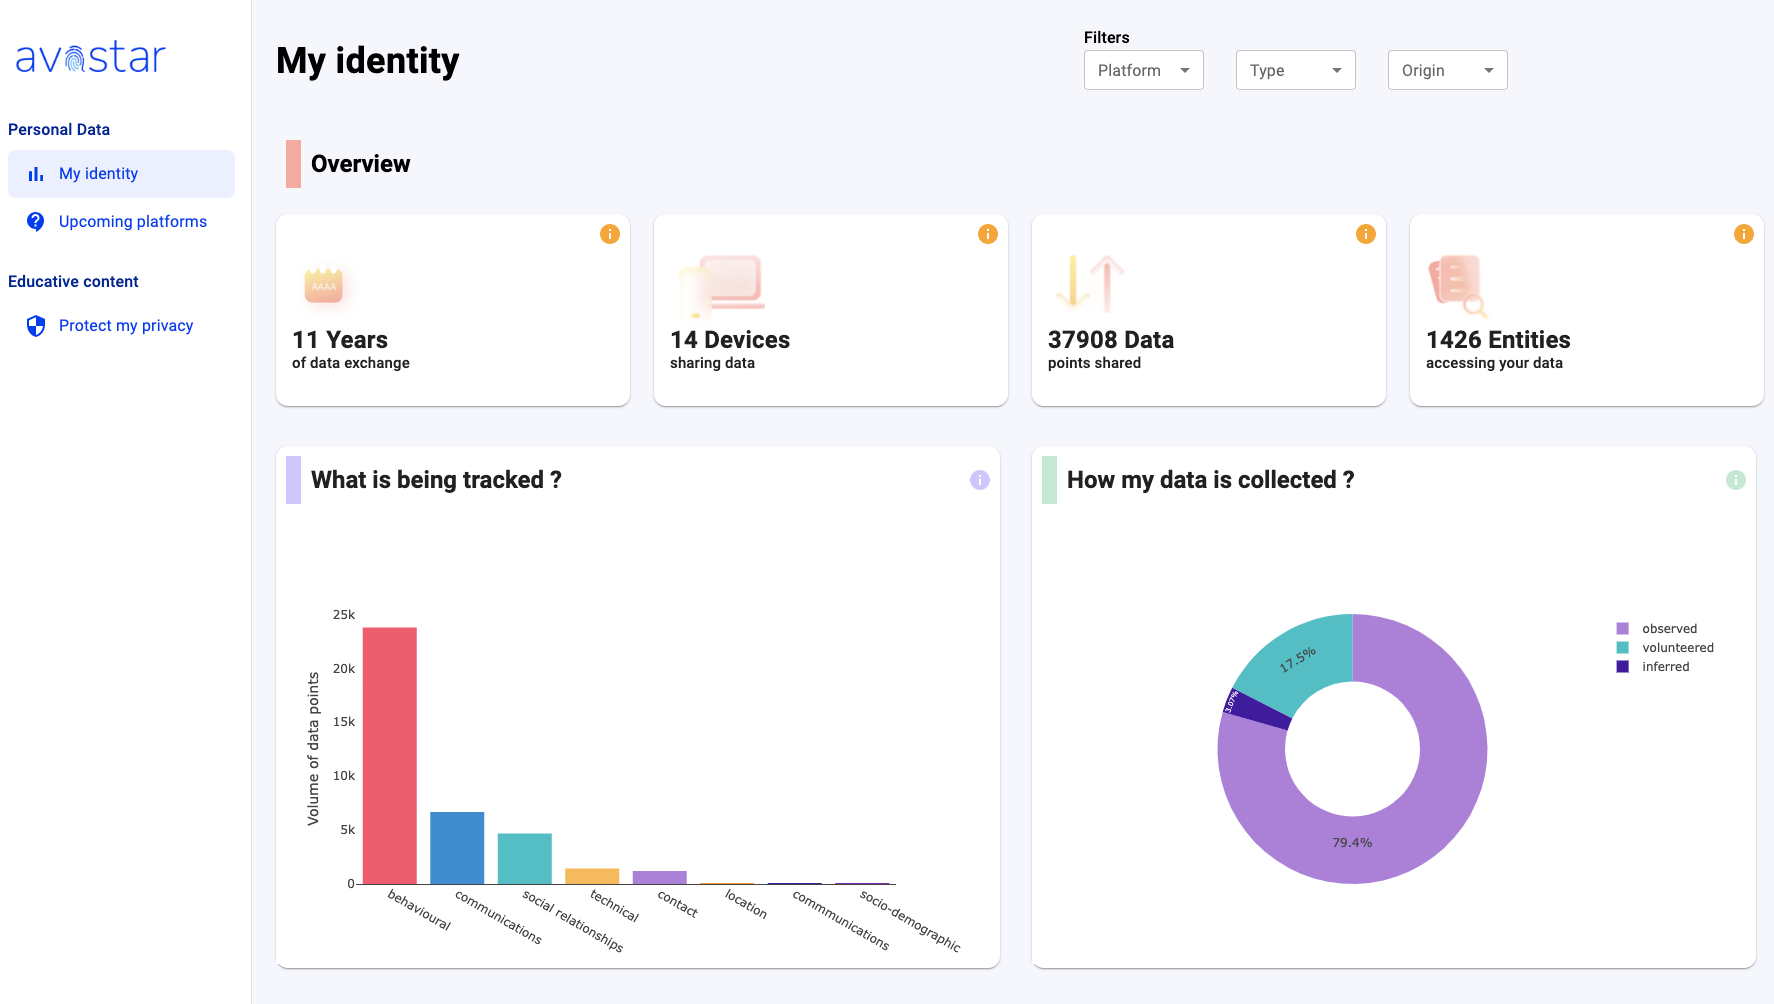 avastar
Personal Data
My identity
Upcoming platforms
Educative content
Protect my privacy
My identity
Filters
Platform
Type
Origin
Overview
AAAA
11 Years
of data exchange
14 Devices
sharing data
37908 Data
points shared
1426 Entities
accessing your data
What is being tracked ?
Volume of data points
25k
20k
15k
10k
5k
0
behavioural
communications
social relationships
technical
contact
location
commmunications
socio-demographic
How my data is collected ?
17.5%
3.07%
79.4%
observed
volunteered
inferred